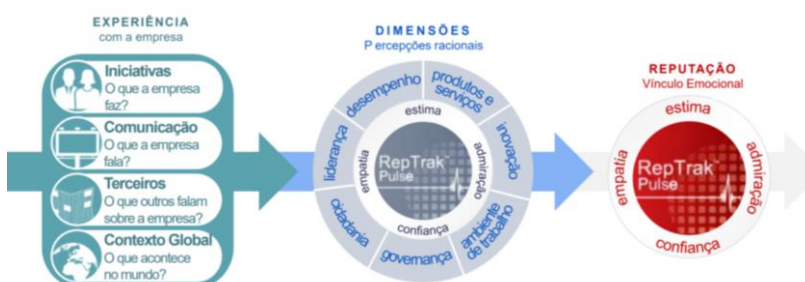 EXPERIÊNCIA
com a empresa
Iniciativas
O que a empresa
faz?
Comunicação
O que a empresa
fala?
Terceiros
O que outros falam
sobre a empresa?
Contexto Global
O que acontece
no mundo?
DIMENSÕES
P ercepções racionais
desempenho
produtos e
serviços
inovação
ambiente
de trabalho
governança
cidadania
liderança
estima
admiração
confiança
empatia
RepTrak™
Pulse
REPUTAÇÃO
Vínculo Emocional
estima
admiração
confiança
empatia
RepTrak™
Pulse